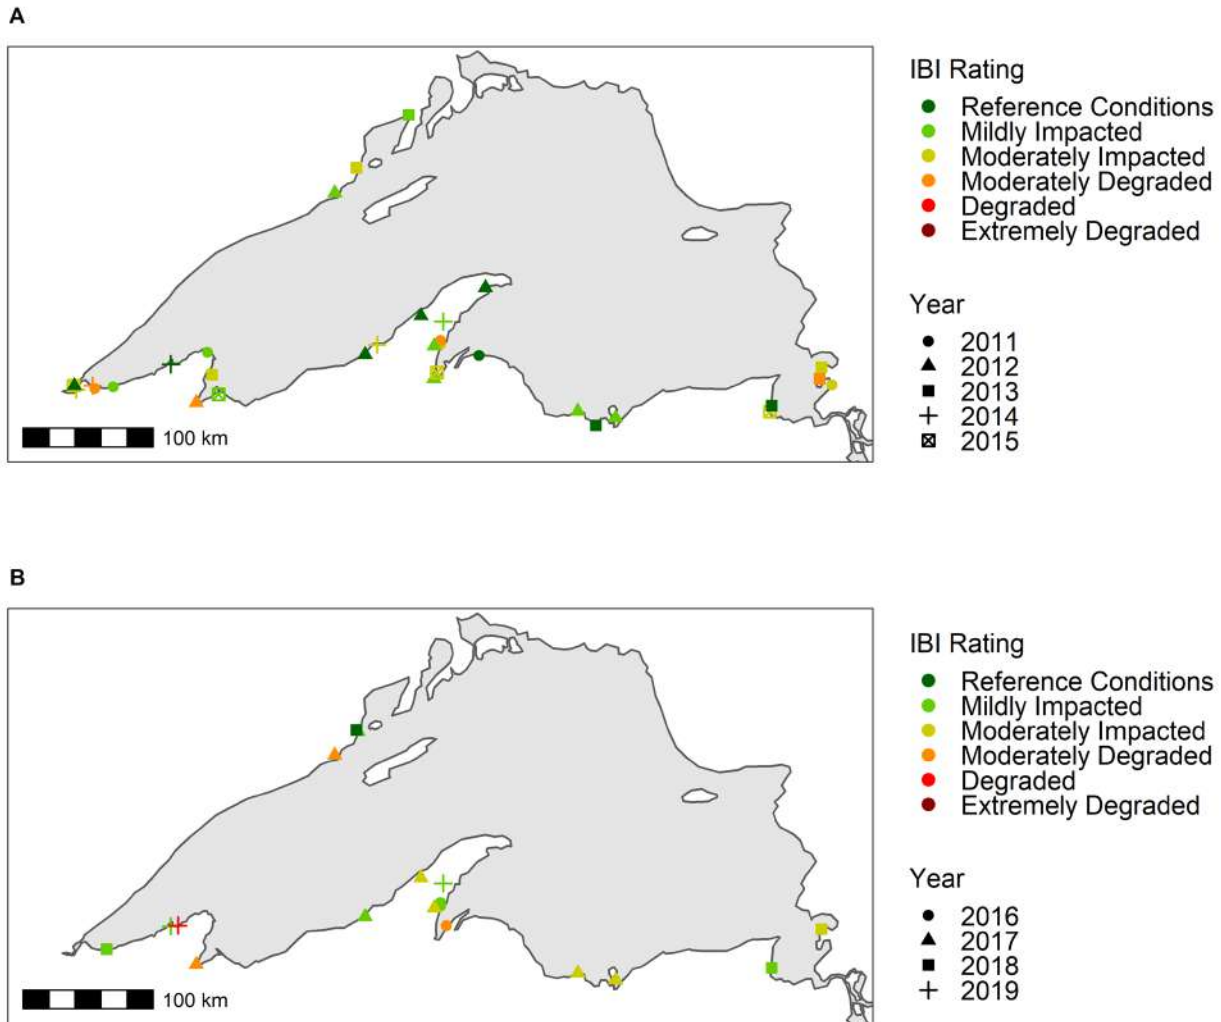 A
IBI Rating
Reference Conditions
Mildly Impacted
Moderately Impacted
Moderately Degraded
Degraded
Extremely Degraded
Year
2011
2012
2013
2014
2015
100 km
B
IBI Rating
Reference Conditions
Mildly Impacted
Moderately Impacted
Moderately Degraded
Degraded
Extremely Degraded
Year
2016
2017
2018
2019
100 km